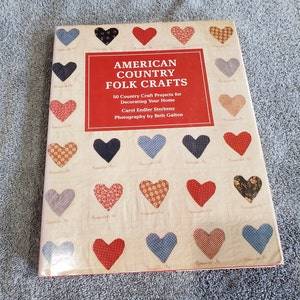 AMERICAN
COUNTRY
FOLK CRAFTS
50 Country Craft Projects for
Decorating Your Home
Carol Endler Sterbenz
Photography by Beth Galton